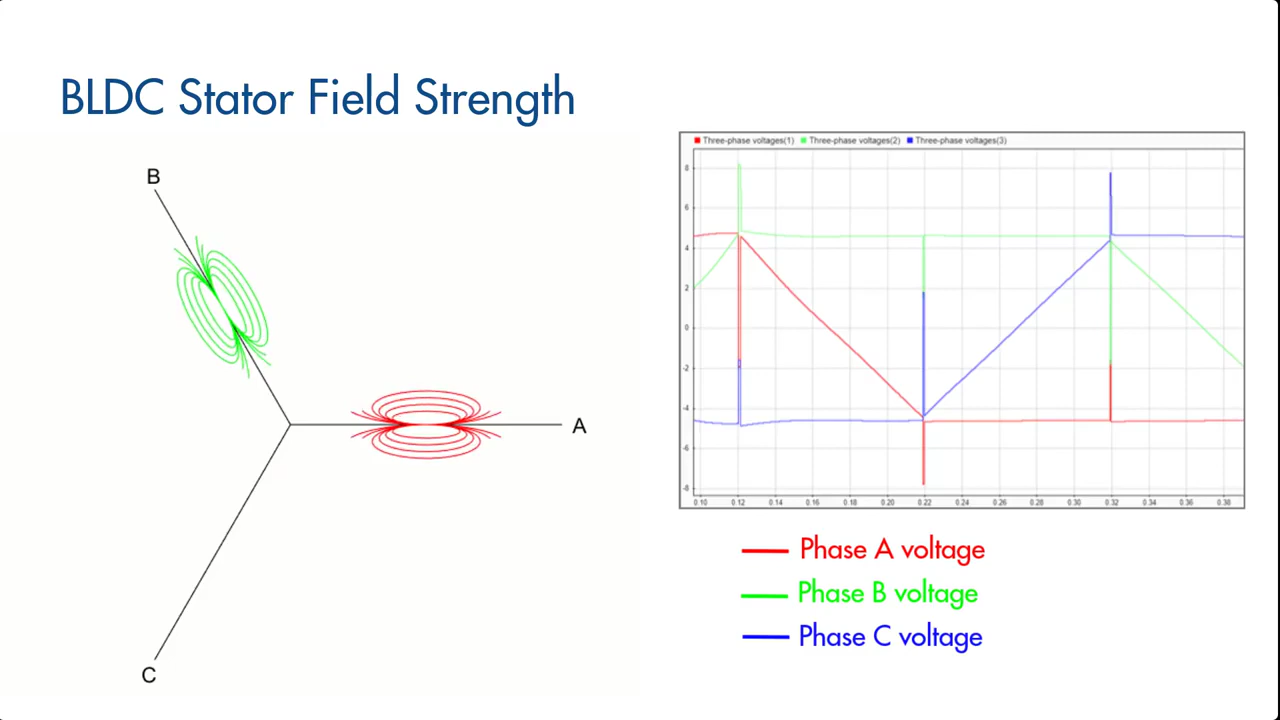 BLDC Stator Field Strength
B
A
C
Three-phase voltages(1) Three-phase voltages(2) Three-phase voltages(3)
8
6
4
2
0
-2
-4
-6
-8
0.10 0.12 0.14 0.16 0.18 0.20 0.22 0.24 0.26 0.28 0.30 0.32 0.34 0.36 0.38
Phase A voltage
Phase B voltage
Phase C voltage